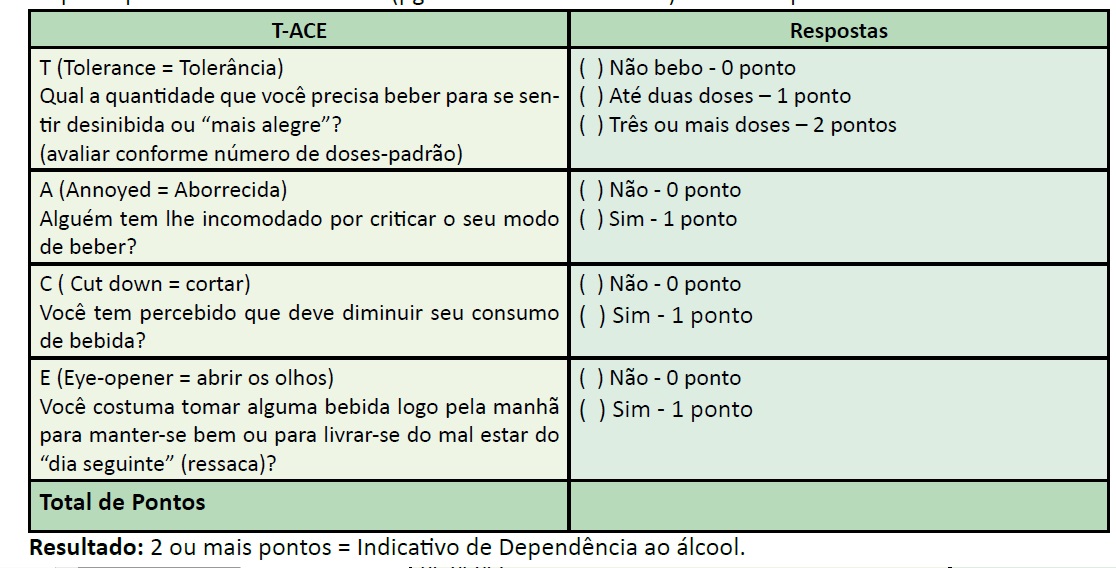 T-ACE
Respostas
T (Tolerance = Tolerância)
Qual a quantidade que você precisa beber para se sen-
tir desinibida ou “mais alegre”?
(avaliar conforme número de doses-padrão)
( ) Não bebo - 0 ponto
( ) Até duas doses – 1 ponto
( ) Três ou mais doses – 2 pontos
A (Annoyed = Aborrecida)
Alguém tem lhe incomodado por criticar o seu modo
de beber?
( ) Não - 0 ponto
( ) Sim - 1 ponto
C ( Cut down = cortar)
Você tem percebido que deve diminuir seu consumo
de bebida?
( ) Não - 0 ponto
( ) Sim - 1 ponto
E (Eye-opener = abrir os olhos)
Você costuma tomar alguma bebida logo pela manhã
para manter-se bem ou para livrar-se do mal estar do
“dia seguinte” (ressaca)?
( ) Não - 0 ponto
( ) Sim - 1 ponto
Total de Pontos
Resultado: 2 ou mais pontos = Indicativo de Dependência ao álcool.